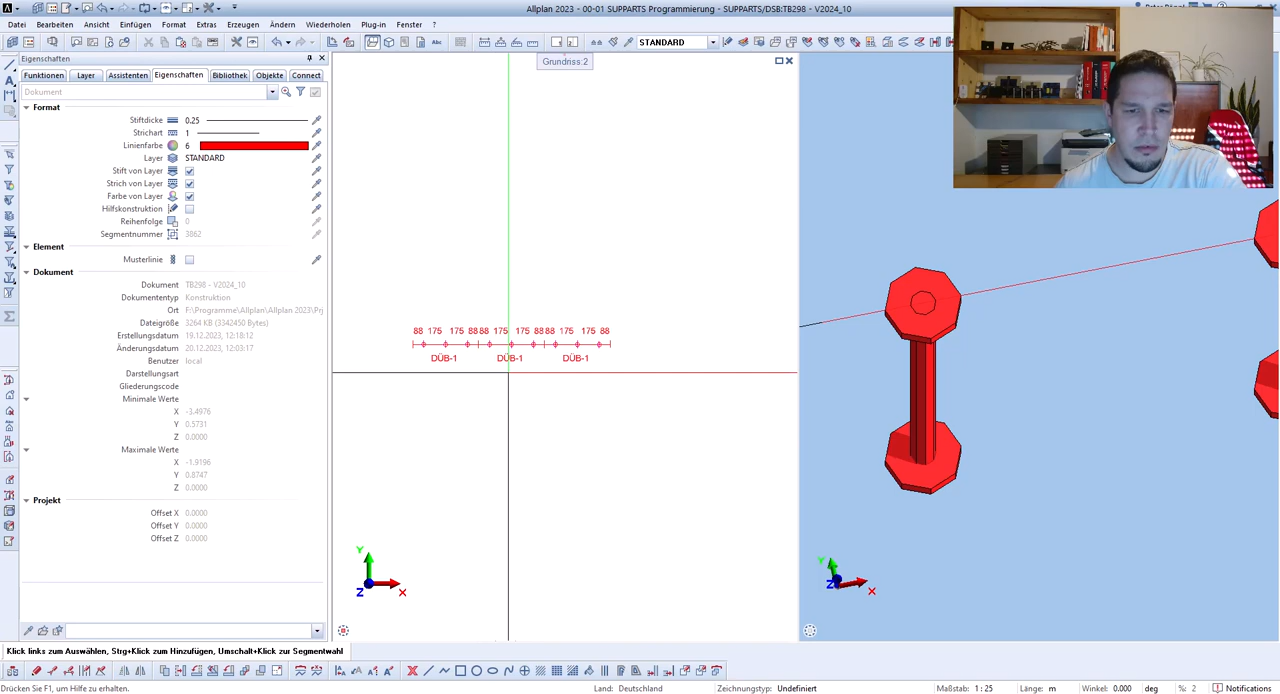 Allplan 2023 - 00-01 SUPPARTS Programmierung - SUPPARTS/DSB:TB298 - V2024_10
Datei Bearbeiten Ansicht Einfügen Format Extras Erzeugen Ändern Wiederholen Plug-in Fenster ?
Abc 1 2 STANDARD
Eigenschaften
Grundriss:2
Funktionen Layer Assistenten Eigenschaften Bibliothek Objekte Connect
Dokument
Format
Stiftdicke 0.25
Strichart 1
Linienfarbe 6
Layer STANDARD
Stift von Layer
Strich von Layer
Farbe von Layer
Hilfskonstruktion
Reihenfolge 0
Segmentnummer 3862
Element
Musterlinie
Dokument
Dokument TB298 - V2024_10
Dokumententyp Konstruktion
Ort F:\Programme\Allplan\Allplan 2023\Prj
Dateigröße 3264 KB (3342450 Bytes)
Erstellungsdatum 19.12.2023, 12:18:12
Änderungsdatum 20.12.2023, 12:03:17
Benutzer local
Darstellungsart
Gliederungscode
Minimale Werte
X -3.4976
Y 0.5731
Z 0.0000
Maximale Werte
X -1.9196
Y 0.8747
Z 0.0000
Projekt
Offset X 0.0000
Offset Y 0.0000
Offset Z 0.0000
88 175 175 88 88 175 175 88 88 175 175 88
DÜB-1 DÜB-1 DÜB-1
Y
Z X
Y
Z X
Klick links zum Auswählen, Strg+Klick zum Hinzufügen, Umschalt+Klick zur Segmentwahl
Drücken Sie F1, um Hilfe zu erhalten. Land: Deutschland Zeichnungstyp: Undefiniert Maßstab: 1 : 25 Länge: m Winkel: 0.000 deg %: 2 Notifications